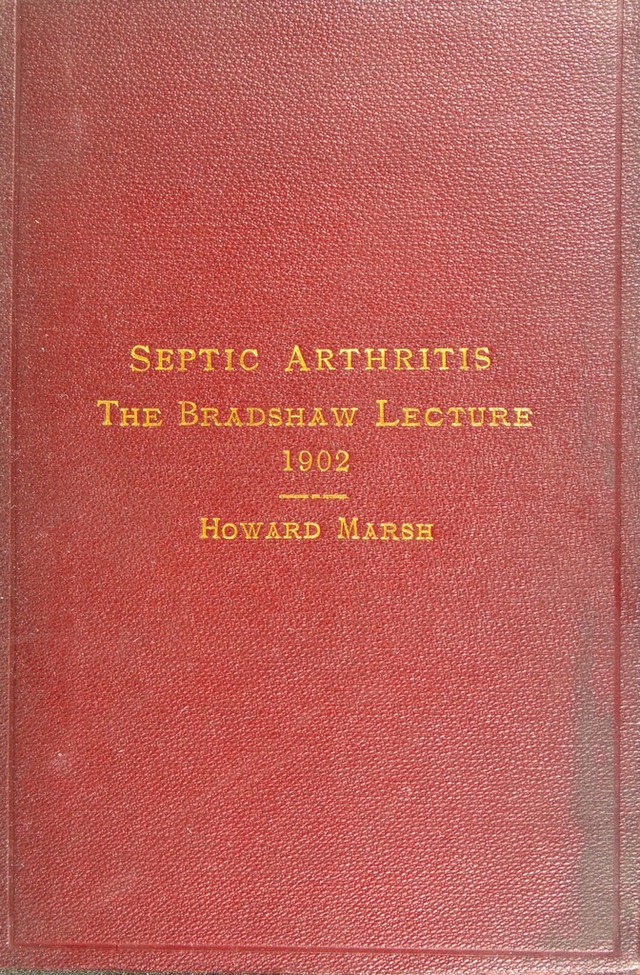 Septic Arthritis
The Bradshaw Lecture
1902
Howard Marsh